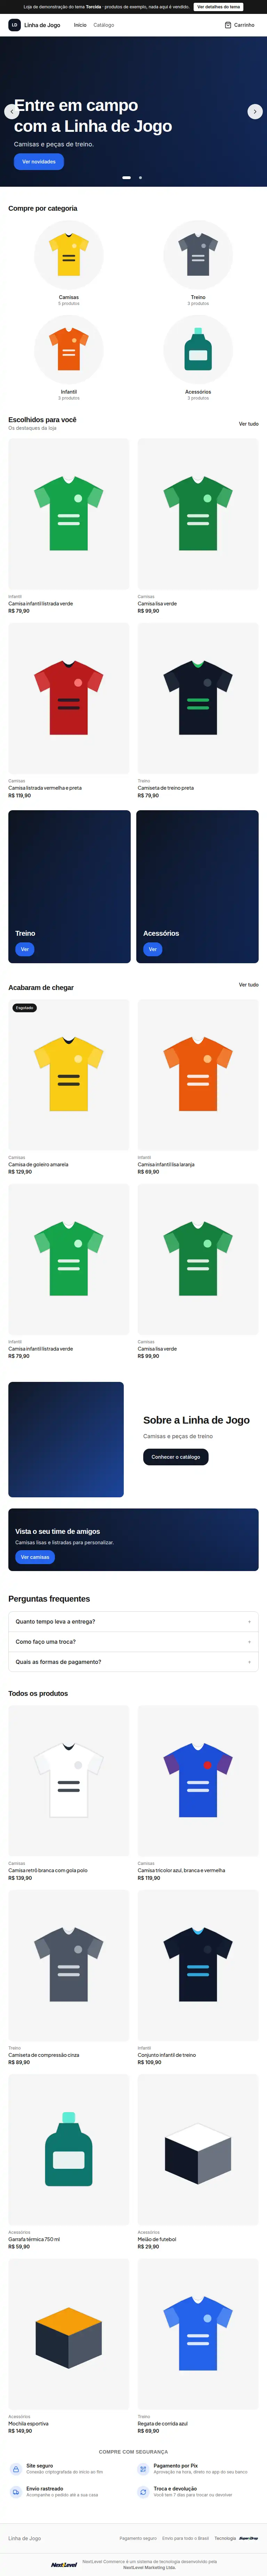 Loja de demonstração do tema Torcida · produtos de exemplo, nada aqui é vendido. Ver detalhes do tema
LD Linha de Jogo Início Catálogo Carrinho
Entre em campo
com a Linha de Jogo
Camisas e peças de treino.
Ver novidades
Compre por categoria
Camisas
5 produtos
Treino
3 produtos
Infantil
3 produtos
Acessórios
3 produtos
Escolhidos para você
Os destaques da loja
Ver tudo
Infantil
Camisa infantil listrada verde
R$ 79,90
Camisas
Camisa lisa verde
R$ 99,90
Camisas
Camisa listrada vermelha e preta
R$ 119,90
Treino
Camiseta de treino preta
R$ 79,90
Treino
Ver
Acessórios
Ver
Acabaram de chegar
Ver tudo
Esgotado
Camisas
Camisa de goleiro amarela
R$ 129,90
Infantil
Camisa infantil lisa laranja
R$ 69,90
Infantil
Camisa infantil listrada verde
R$ 79,90
Camisas
Camisa lisa verde
R$ 99,90
Sobre a Linha de Jogo
Camisas e peças de treino
Conhecer o catálogo
Vista o seu time de amigos
Camisas lisas e listradas para personalizar.
Ver camisas
Perguntas frequentes
Quanto tempo leva a entrega? +
Como faço uma troca? +
Quais as formas de pagamento? +
Todos os produtos
Camisas
Camisa retrô branca com gola polo
R$ 139,90
Camisas
Camisa tricolor azul, branca e vermelha
R$ 119,90
Treino
Camiseta de compressão cinza
R$ 89,90
Infantil
Conjunto infantil de treino
R$ 109,90
Acessórios
Garrafa térmica 750 ml
R$ 59,90
Acessórios
Meião de futebol
R$ 29,90
Acessórios
Mochila esportiva
R$ 149,90
Treino
Regata de corrida azul
R$ 69,90
COMPRE COM SEGURANÇA
Site seguro
Conexão criptografada do início ao fim
Pagamento por Pix
Aprovação na hora, direto no app do seu banco
Envio rastreado
Acompanhe o pedido até a sua casa
Troca e devolução
Você tem 7 dias para trocar ou devolver
Linha de Jogo Pagamento seguro Envio para todo o Brasil Tecnologia
NextLevel NextLevel Commerce é um sistema de tecnologia desenvolvido pela
NextLevel Marketing Ltda.